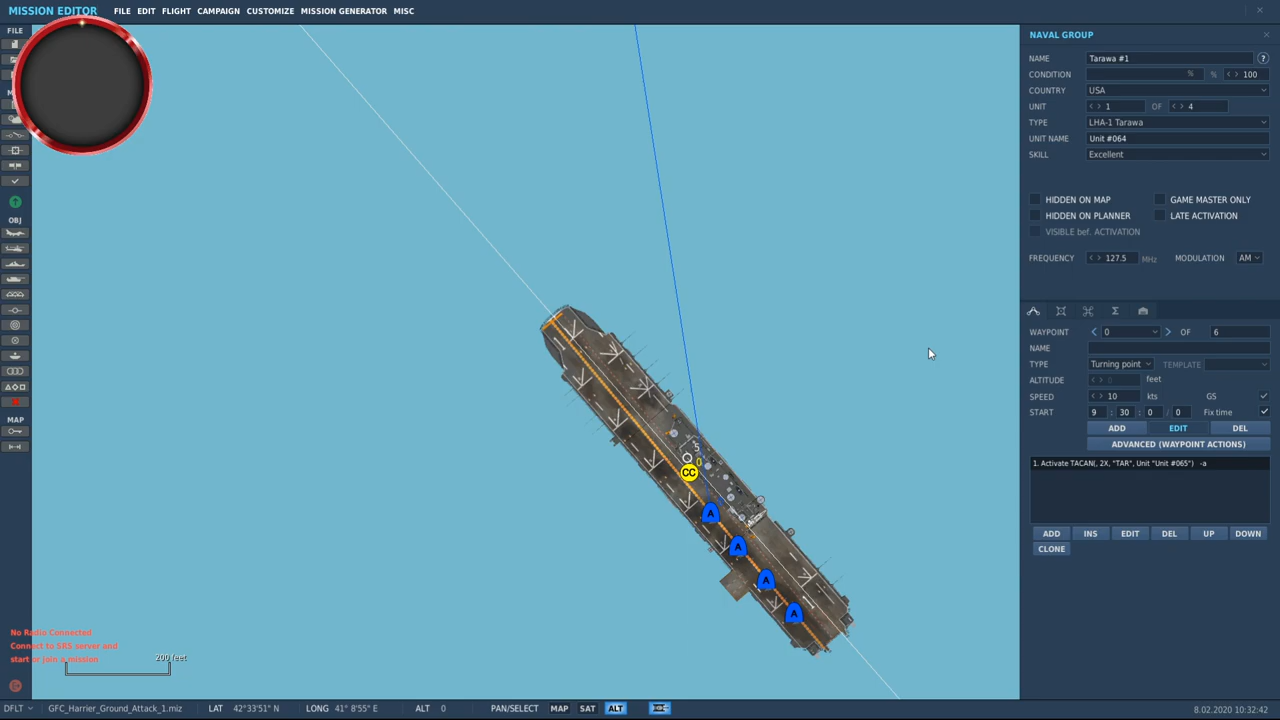 MISSION EDITOR FILE EDIT FLIGHT CAMPAIGN CUSTOMIZE MISSION GENERATOR MISC
FILE
NAVAL GROUP
NAME Tarawa #1 ?
CONDITION % % < > 100
COUNTRY USA
UNIT < > 1 OF < > 4
TYPE LHA-1 Tarawa
UNIT NAME Unit #064
SKILL Excellent
HIDDEN ON MAP GAME MASTER ONLY
HIDDEN ON PLANNER LATE ACTIVATION
VISIBLE bef. ACTIVATION
FREQUENCY < > 127.5 MHz MODULATION AM
WAYPOINT < 0 > OF 6
NAME
TYPE Turning point TEMPLATE
ALTITUDE < > 0 feet
SPEED < > 10 kts GS
START 9 : 30 : 0 / 0 Fix time
ADD EDIT DEL
ADVANCED (WAYPOINT ACTIONS)
1. Activate TACAN(, 2X, "TAR", Unit "Unit #065") -a
ADD INS EDIT DEL UP DOWN
CLONE
OBJ
MAP
5
0
CC
A
A
A
A
No Radio Connected
Connect to SRS server and
start or join a mission
200 feet
DFLT GFC_Harrier_Ground_Attack_1.miz LAT 42°33'51" N LONG 41° 8'55" E ALT 0 PAN/SELECT MAP SAT ALT 8.02.2020 10:32:42